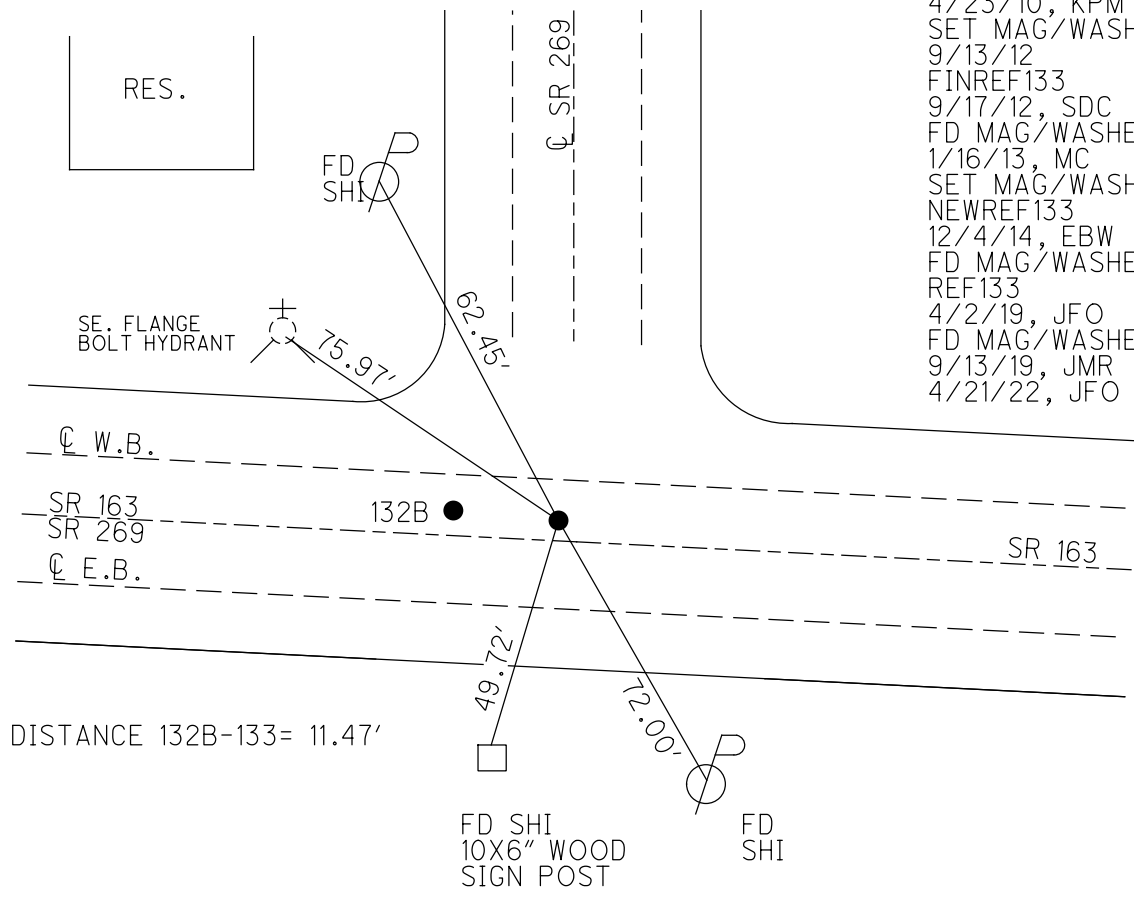 RES.
FD
SHI
℄ SR 269
SE. FLANGE
BOLT HYDRANT
75.97'
62.45'
℄ W.B.
SR 163
SR 269
℄ E.B.
132B
SR 163
49.72'
72.00'
DISTANCE 132B-133= 11.47'
FD SHI
10X6" WOOD
SIGN POST
FD
SHI
4/23/10, KPM
SET MAG/WASH
9/13/12
FINREF133
9/17/12, SDC
FD MAG/WASHE
1/16/13, MC
SET MAG/WASH
NEWREF133
12/4/14, EBW
FD MAG/WASHE
REF133
4/2/19, JFO
FD MAG/WASHE
9/13/19, JMR
4/21/22, JFO